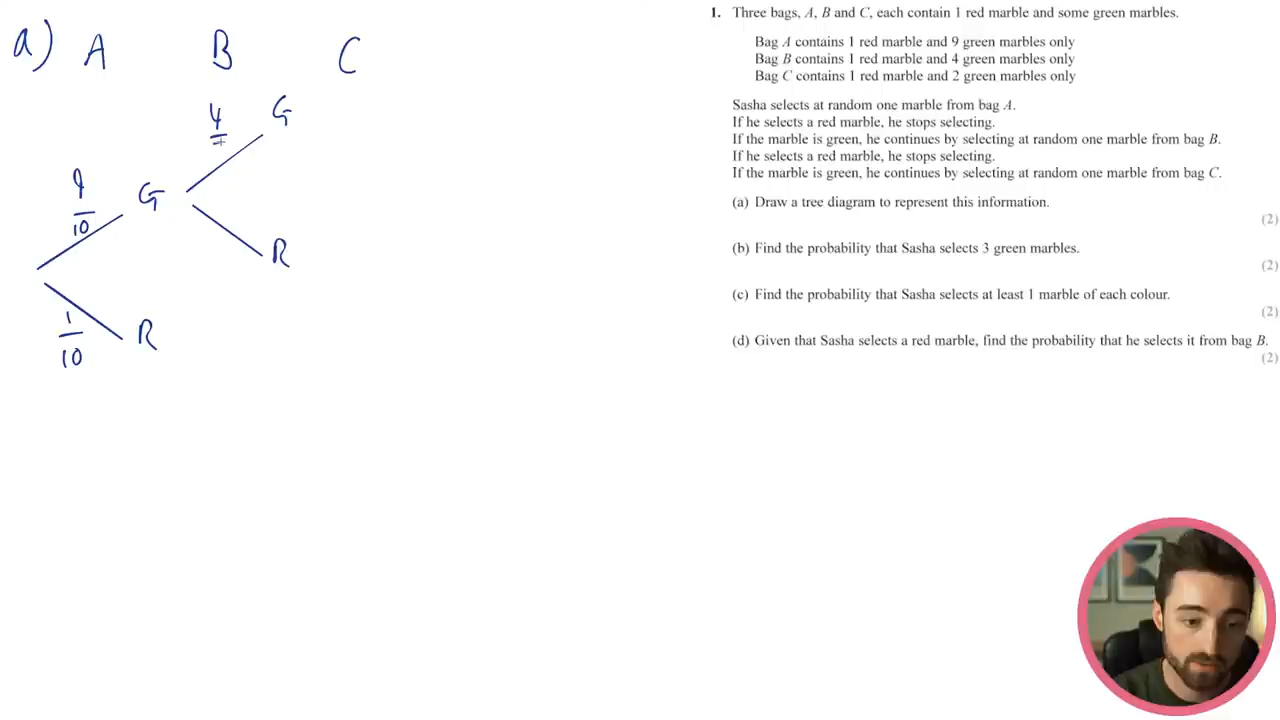 a) A B C
4
G
9
10
G
R
1
10
R
1. Three bags, A, B and C, each contain 1 red marble and some green marbles.
Bag A contains 1 red marble and 9 green marbles only
Bag B contains 1 red marble and 4 green marbles only
Bag C contains 1 red marble and 2 green marbles only
Sasha selects at random one marble from bag A.
If he selects a red marble, he stops selecting.
If the marble is green, he continues by selecting at random one marble from bag B.
If he selects a red marble, he stops selecting.
If the marble is green, he continues by selecting at random one marble from bag C.
(a) Draw a tree diagram to represent this information.
(2)
(b) Find the probability that Sasha selects 3 green marbles.
(2)
(c) Find the probability that Sasha selects at least 1 marble of each colour.
(2)
(d) Given that Sasha selects a red marble, find the probability that he selects it from bag B.
(2)